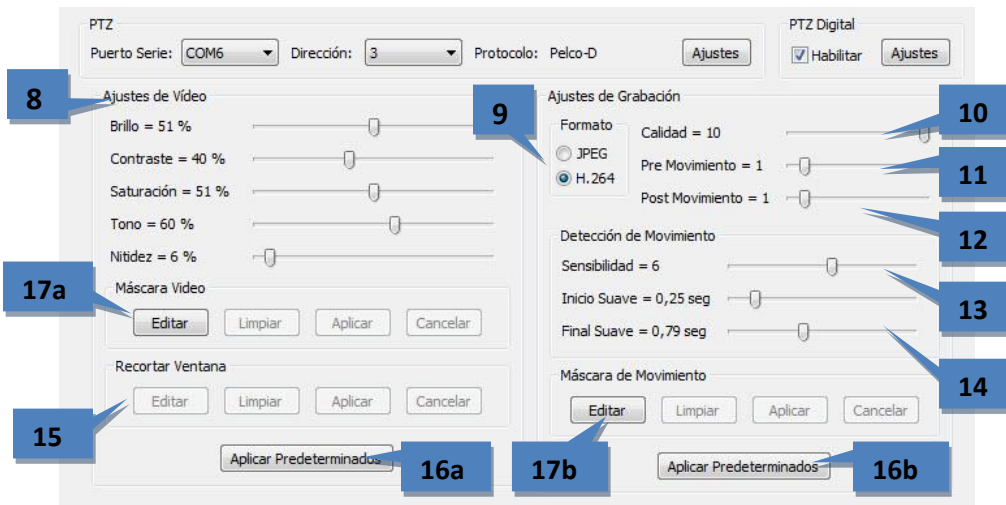 PTZ
Puerto Serie: COM6 Dirección: 3 Protocolo: Pelco-D Ajustes
PTZ Digital
Habilitar Ajustes
8
Ajustes de Vídeo
Brillo = 51 %
Contraste = 40 %
Saturación = 51 %
Tono = 60 %
Nitidez = 6 %
17a
Máscara Video
Editar Limpiar Aplicar Cancelar
Recortar Ventana
Editar Limpiar Aplicar Cancelar
15
Aplicar Predeterminados
16a
9
Ajustes de Grabación
Formato
JPEG
H.264
Calidad = 10
10
Pre Movimiento = 1
11
Post Movimiento = 1
12
Detección de Movimiento
Sensibilidad = 6
13
Inicio Suave = 0,25 seg
Final Suave = 0,79 seg
14
Máscara de Movimiento
Editar Limpiar Aplicar Cancelar
17b
Aplicar Predeterminados
16b